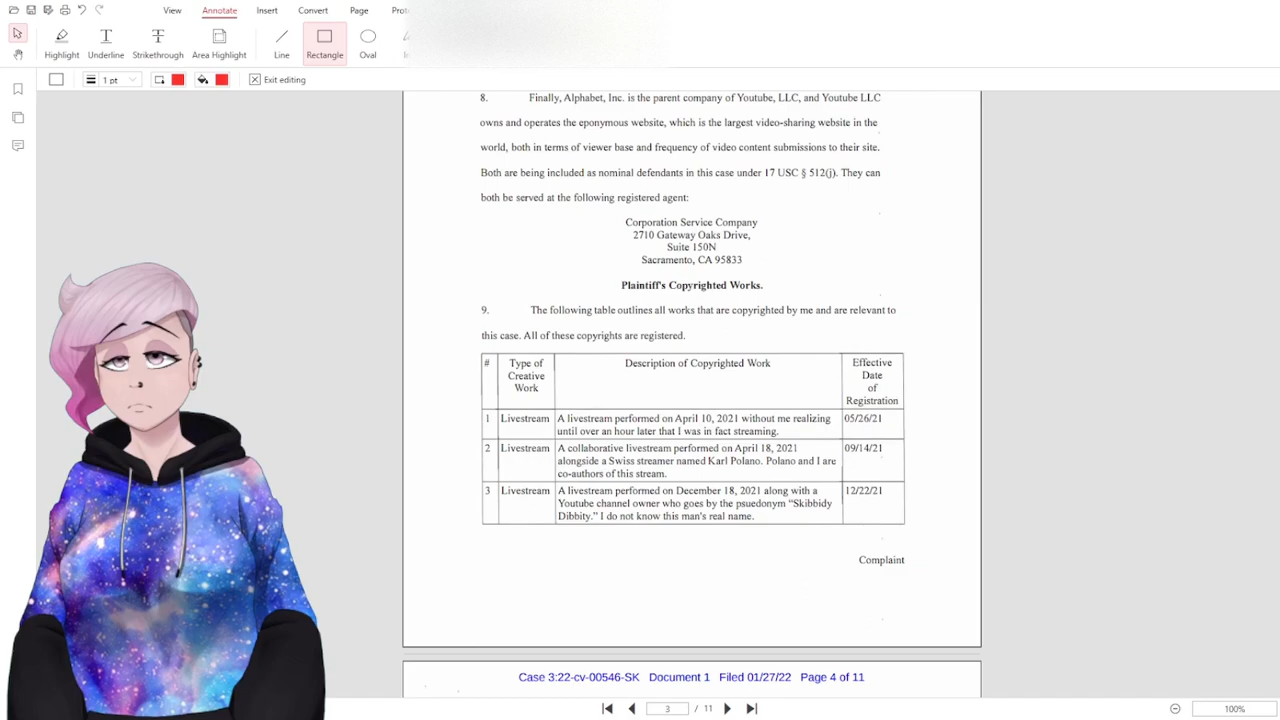 View Annotate Insert Convert Page
Highlight Underline Strikethrough Area Highlight Line Rectangle Oval
1 pt Exit editing
8. Finally, Alphabet, Inc. is the parent company of Youtube, LLC, and Youtube LLC
owns and operates the eponymous website, which is the largest video-sharing website in the
world, both in terms of viewer base and frequency of video content submissions to their site.
Both are being included as nominal defendants in this case under 17 USC § 512(j). They can
both be served at the following registered agent:
Corporation Service Company
2710 Gateway Oaks Drive,
Suite 150N
Sacramento, CA 95833
Plaintiff's Copyrighted Works.
9. The following table outlines all works that are copyrighted by me and are relevant to
this case. All of these copyrights are registered.
# Type of Description of Copyrighted Work Effective
Creative Date
Work of
Registration
1 Livestream A livestream performed on April 10, 2021 without me realizing 05/26/21
until over an hour later that I was in fact streaming.
2 Livestream A collaborative livestream performed on April 18, 2021 09/14/21
alongside a Swiss streamer named Karl Polano. Polano and I are
co-authors of this stream.
3 Livestream A livestream performed on December 18, 2021 along with a 12/22/21
Youtube channel owner who goes by the psuedonym “Skibbidy
Dibbity.” I do not know this man's real name.
Complaint
Case 3:22-cv-00546-SK Document 1 Filed 01/27/22 Page 4 of 11
3 / 11 100%